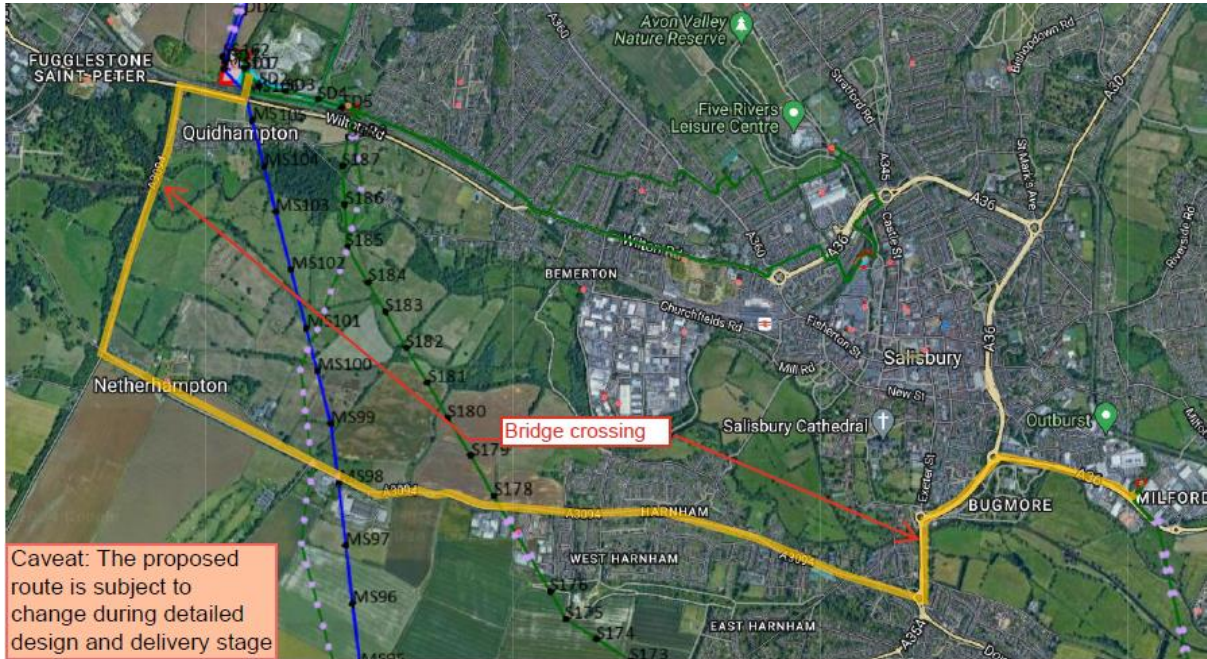 DD2
Avon Valley
Nature Reserve
A360
Bishopdown Rd
FUGGLESTONE
SAINT PETER
SD4
SD5
Stratford Rd
A30
Five Rivers
Leisure Centre
St Mark's Ave
Quidhampton
Wilton Rd
MS104
S187
A345
A36
A3094
MS103
S186
Castle St
Riverside Rd
S185
Wilton Rd
A360
A36
MS102
S184
BEMERTON
S183
Churchfields Rd
MS101
S182
Fisherton St
A36
MS100
Mill Rd
Salisbury
Netherhampton
S181
New St
MS99
S180
Bridge crossing
Salisbury Cathedral
Outburst
S179
Exeter St
MS98
A36
A3094
S178
A3094
HARNHAM
BUGMORE
MILFORD
MS97
WEST HARNHAM
A3094
Caveat: The proposed
route is subject to
change during detailed
design and delivery stage
S176
MS96
S175
EAST HARNHAM
S174
A354
S173
MS95